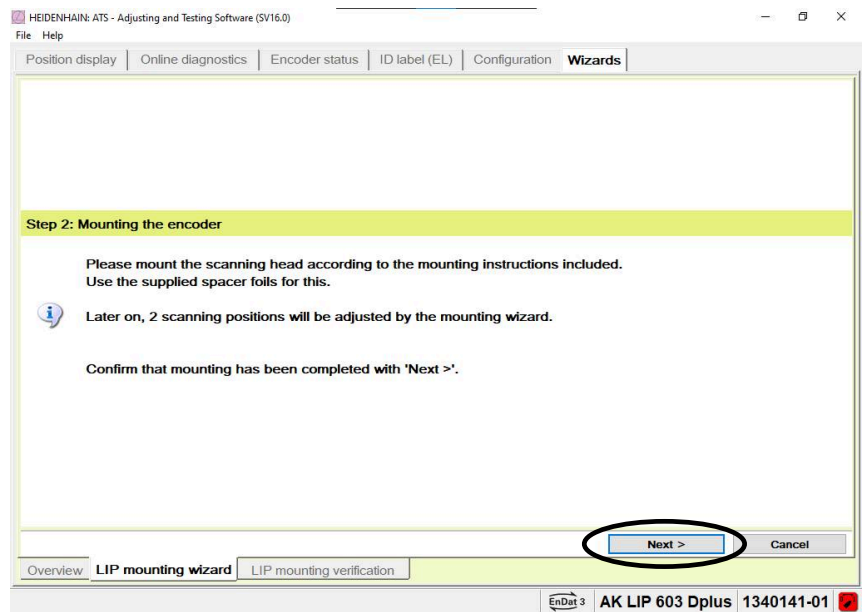 HEIDENHAIN: ATS - Adjusting and Testing Software (SV16.0)
File Help
Position display Online diagnostics Encoder status ID label (EL) Configuration Wizards
Step 2: Mounting the encoder
Please mount the scanning head according to the mounting instructions included.
Use the supplied spacer foils for this.
Later on, 2 scanning positions will be adjusted by the mounting wizard.
Confirm that mounting has been completed with 'Next >'.
Next > Cancel
Overview LIP mounting wizard LIP mounting verification
EnDat 3 AK LIP 603 Dplus 1340141-01